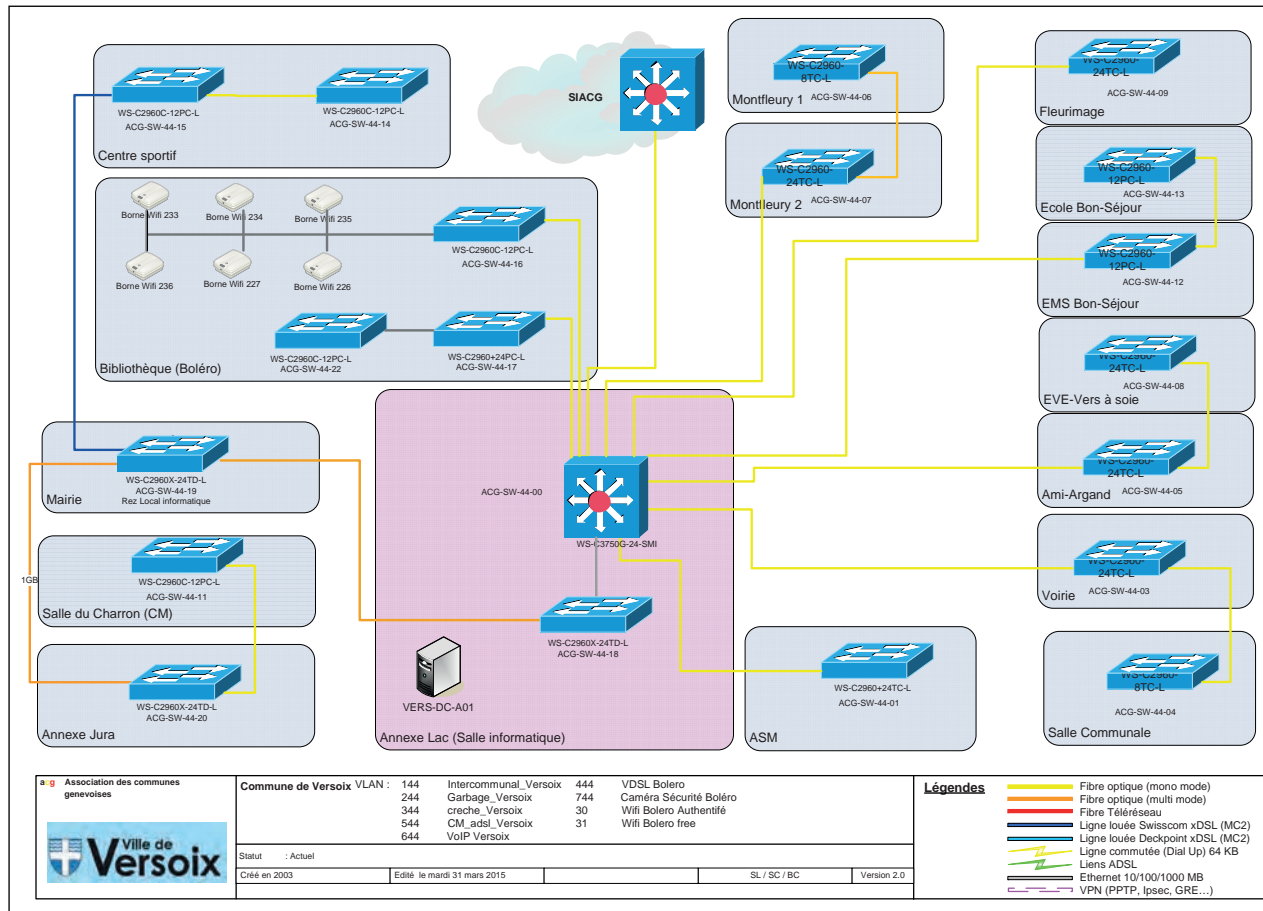 WS-C2960C-12PC-L
ACG-SW-44-15
WS-C2960C-12PC-L
ACG-SW-44-14
Centre sportif
SIACG
WS-C2960-
8TC-L
ACG-SW-44-06
Montfleury 1
WS-C2960-
24TC-L
ACG-SW-44-07
Montfleury 2
WS-C2960-
24TC-L
ACG-SW-44-09
Fleurimage
WS-C2960-
12PC-L
ACG-SW-44-13
Ecole Bon-Séjour
WS-C2960-
12PC-L
ACG-SW-44-12
EMS Bon-Séjour
WS-C2960-
24TC-L
ACG-SW-44-08
EVE-Vers à soie
WS-C2960-
24TC-L
ACG-SW-44-05
Ami-Argand
WS-C2960-
24TC-L
ACG-SW-44-03
Voirie
WS-C2960-
8TC-L
ACG-SW-44-04
Salle Communale
Borne Wifi 233
Borne Wifi 234
Borne Wifi 235
Borne Wifi 236
Borne Wifi 227
Borne Wifi 226
WS-C2960C-12PC-L
ACG-SW-44-16
WS-C2960C-12PC-L
ACG-SW-44-22
WS-C2960+24PC-L
ACG-SW-44-17
Bibliothèque (Boléro)
WS-C2960X-24TD-L
ACG-SW-44-19
Rez Local informatique
Mairie
1GB
WS-C2960C-12PC-L
ACG-SW-44-11
Salle du Charron (CM)
WS-C2960X-24TD-L
ACG-SW-44-20
Annexe Jura
ACG-SW-44-00
WS-C3750G-24-SMI
WS-C2960X-24TD-L
ACG-SW-44-18
VERS-DC-A01
Annexe Lac (Salle informatique)
WS-C2960+24TC-L
ACG-SW-44-01
ASM
acg Association des communes
genevoises
Ville de
Versoix
Commune de Versoix VLAN : 144 Intercommunal_Versoix 444 VDSL Bolero
244 Garbage_Versoix 744 Caméra Sécurité Boléro
344 creche_Versoix 30 Wifi Bolero Authentifé
544 CM_adsl_Versoix 31 Wifi Bolero free
644 VoIP Versoix
Statut : Actuel
Créé en 2003 Edité le mardi 31 mars 2015 SL / SC / BC Version 2.0
Légendes
Fibre optique (mono mode)
Fibre optique (multi mode)
Fibre Téléréseau
Ligne louée Swisscom xDSL (MC2)
Ligne louée Deckpoint xDSL (MC2)
Ligne commutée (Dial Up) 64 KB
Liens ADSL
Ethernet 10/100/1000 MB
VPN (PPTP, Ipsec, GRE…)